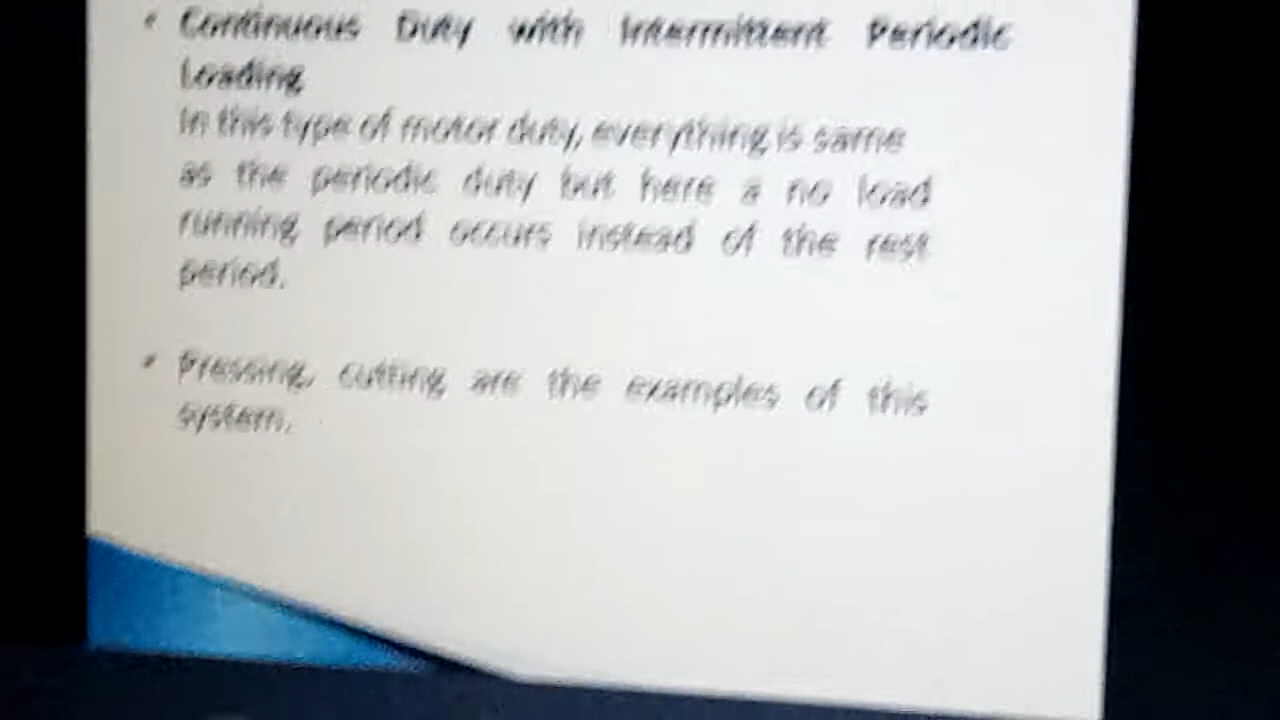 • Continuous Duty with Intermittent Periodic
Loading
In this type of motor duty, everything is same
as the periodic duty but here a no load
running period occurs instead of the rest
period.
• Pressing, cutting are the examples of this
system.